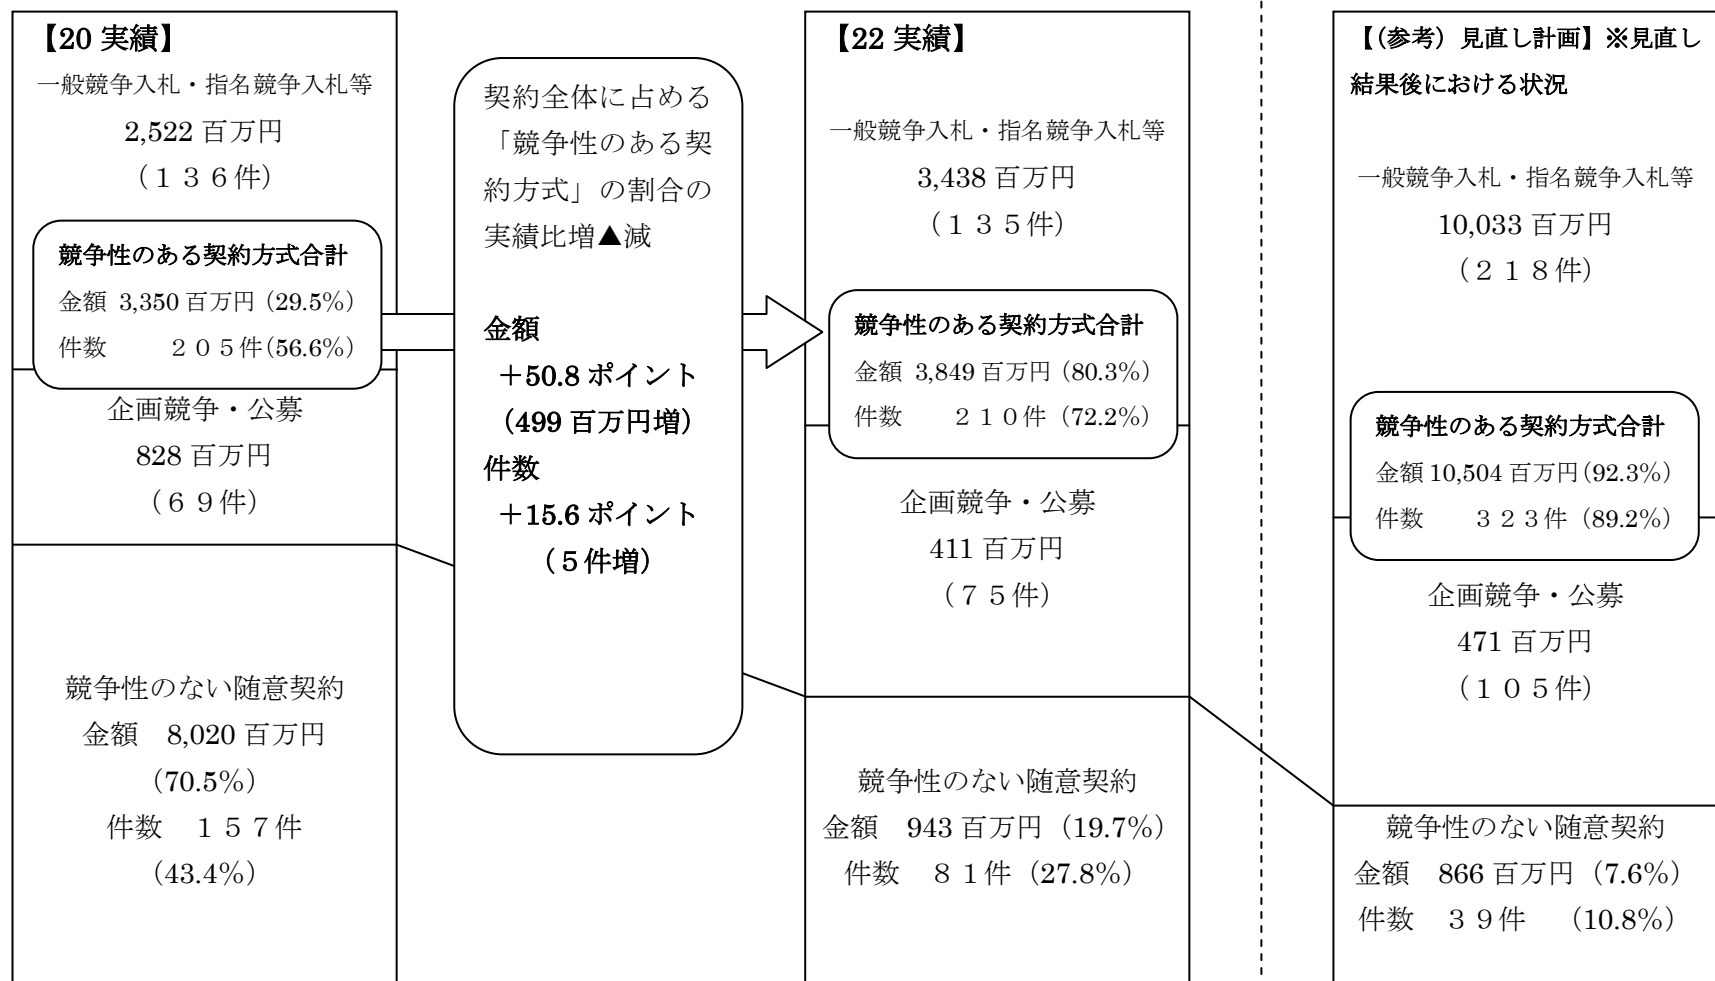 【20 実績】
一般競争入札・指名競争入札等
2,522 百万円
（１３６件）
競争性のある契約方式合計
金額 3,350 百万円（29.5%）
件数 ２０５件(56.6%）
企画競争・公募
828 百万円
（６９件）
競争性のない随意契約
金額 8,020 百万円
（70.5%）
件数 １５７件
（43.4%）
契約全体に占める
「競争性のある契
約方式」の割合の
実績比増▲減
金額
＋50.8 ポイント
（499 百万円増）
件数
＋15.6 ポイント
（５件増）
【22 実績】
一般競争入札・指名競争入札等
3,438 百万円
（１３５件）
競争性のある契約方式合計
金額 3,849 百万円（80.3%）
件数 ２１０件（72.2%）
企画競争・公募
411 百万円
（７５件）
競争性のない随意契約
金額 943 百万円（19.7%）
件数 ８１件（27.8%）
【(参考）見直し計画】※見直し
結果後における状況
一般競争入札・指名競争入札等
10,033 百万円
（２１８件）
競争性のある契約方式合計
金額 10,504 百万円(92.3%）
件数 ３２３件（89.2%）
企画競争・公募
471 百万円
（１０５件）
競争性のない随意契約
金額 866 百万円（7.6%）
件数 ３９件 （10.8%）